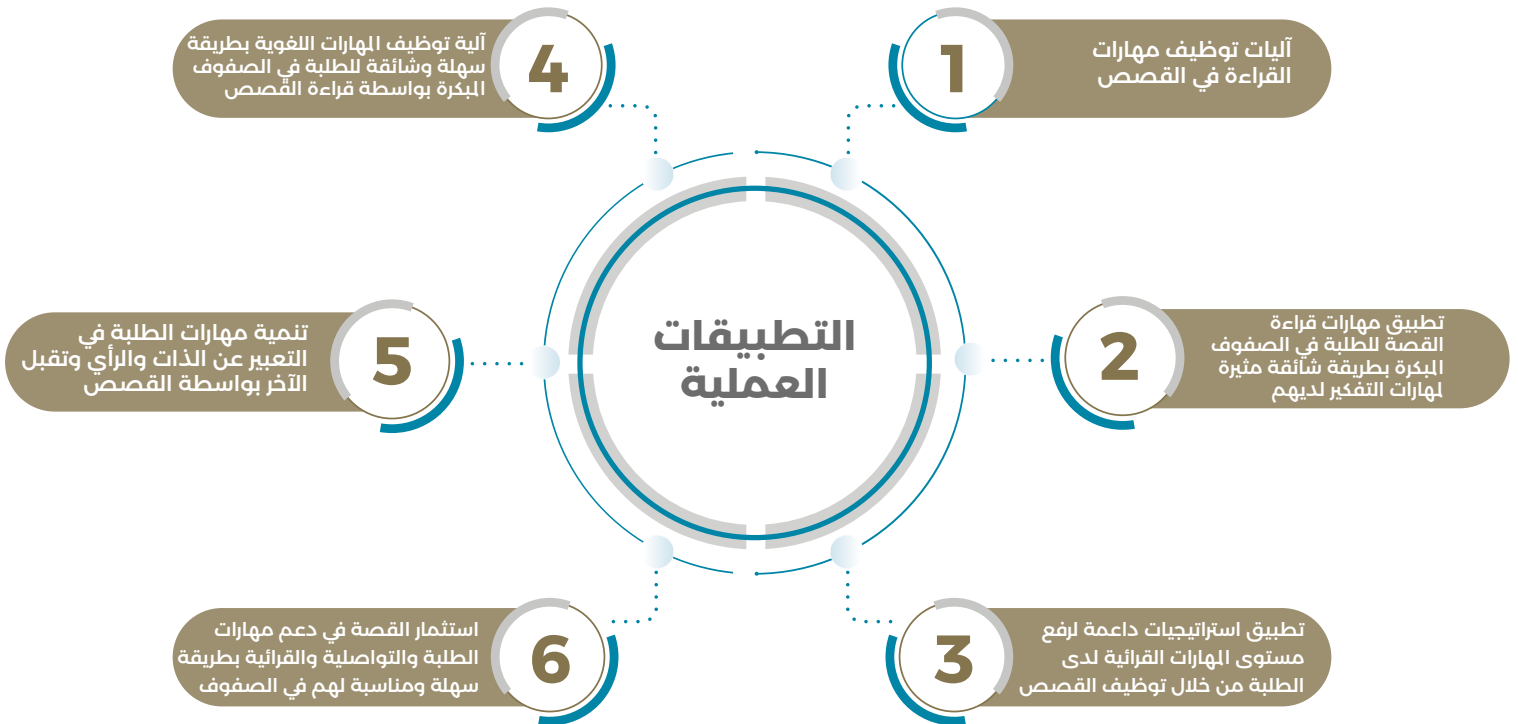 التطبيقات
العملية
1
آليات توظيف مهارات
القراءة في القصص
2
تطبيق مهارات قراءة
القصة للطلبة في الصفوف
المبكرة بطريقة شائقة مثيرة
لمهارات التفكير لديهم
3
تطبيق استراتيجيات داعمة لرفع
مستوى المهارات القرائية لدى
الطلبة من خلال توظيف القصص
4
آلية توظيف المهارات اللغوية بطريقة
سهلة وشائقة للطلبة في الصفوف
المبكرة بواسطة قراءة القصص
5
تنمية مهارات الطلبة في
التعبير عن الذات والرأي وتقبل
الآخر بواسطة القصص
6
استثمار القصة في دعم مهارات
الطلبة والتواصلية والقرائية بطريقة
سهلة ومناسبة لهم في الصفوف